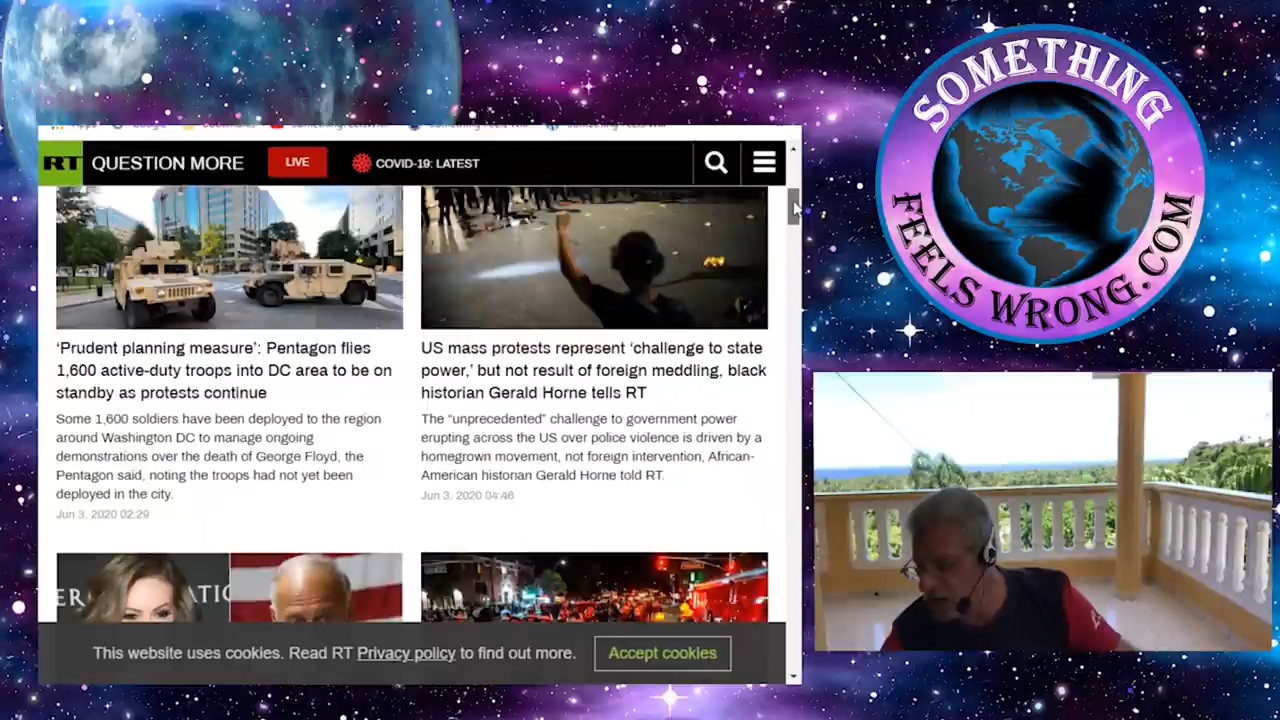 RT QUESTION MORE LIVE COVID-19: LATEST
‘Prudent planning measure’: Pentagon flies
1,600 active-duty troops into DC area to be on
standby as protests continue
Some 1,600 soldiers have been deployed to the region
around Washington DC to manage ongoing
demonstrations over the death of George Floyd, the
Pentagon said, noting the troops had not yet been
deployed in the city.
Jun 3, 2020 02:29
US mass protests represent ‘challenge to state
power,’ but not result of foreign meddling, black
historian Gerald Horne tells RT
The “unprecedented” challenge to government power
erupting across the US over police violence is driven by a
homegrown movement, not foreign intervention, African-
American historian Gerald Horne told RT.
Jun 3, 2020 04:46
This website uses cookies. Read RT Privacy policy to find out more.
Accept cookies
SOMETHING
FEELS WRONG.COM